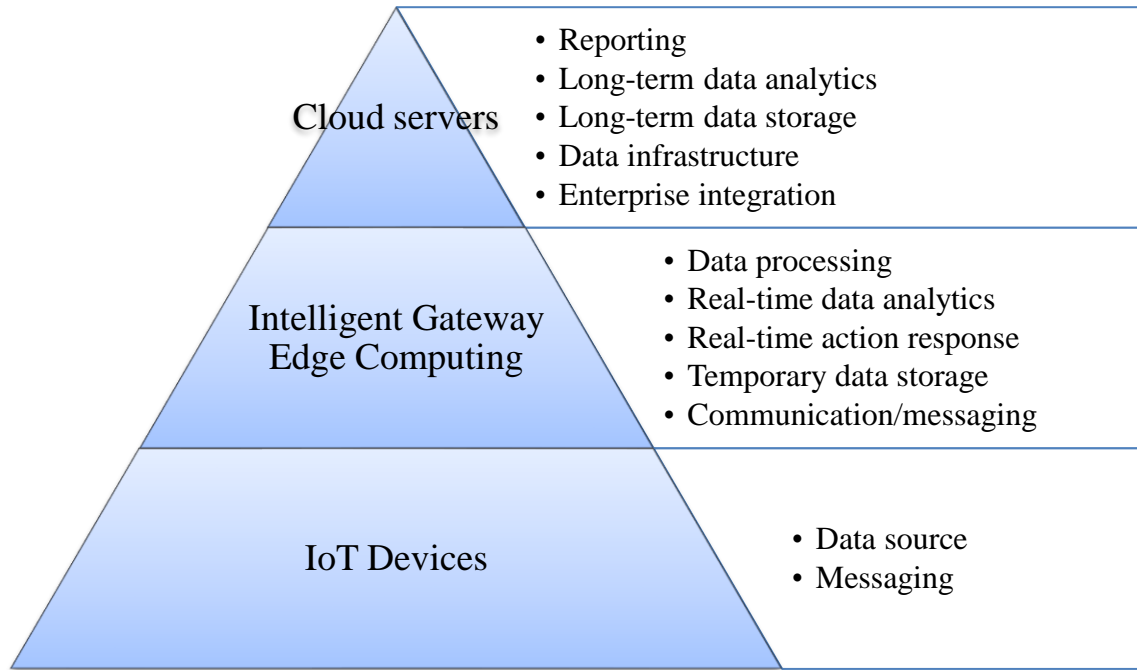 Cloud servers
• Reporting
• Long-term data analytics
• Long-term data storage
• Data infrastructure
• Enterprise integration
Intelligent Gateway
Edge Computing
• Data processing
• Real-time data analytics
• Real-time action response
• Temporary data storage
• Communication/messaging
IoT Devices
• Data source
• Messaging